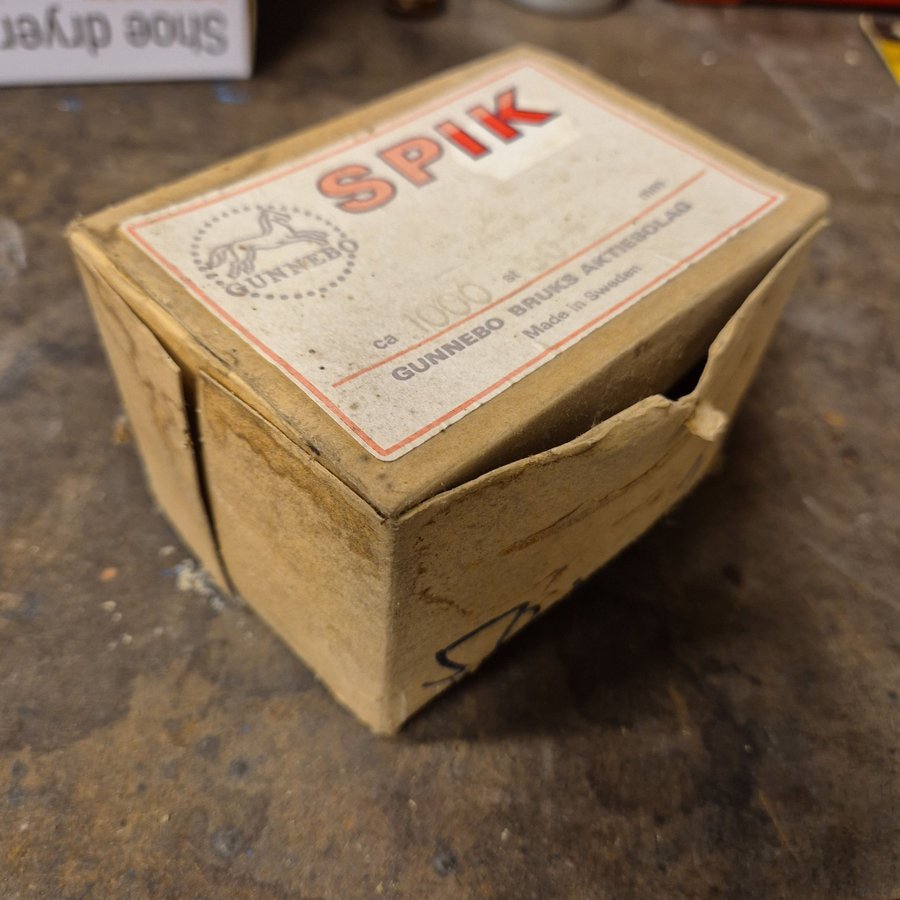 Shoe dryer
SPIK
GUNNEBO
mm
ca 1000 st
GUNNEBO BRUKS AKTIEBOLAG
Made in Sweden